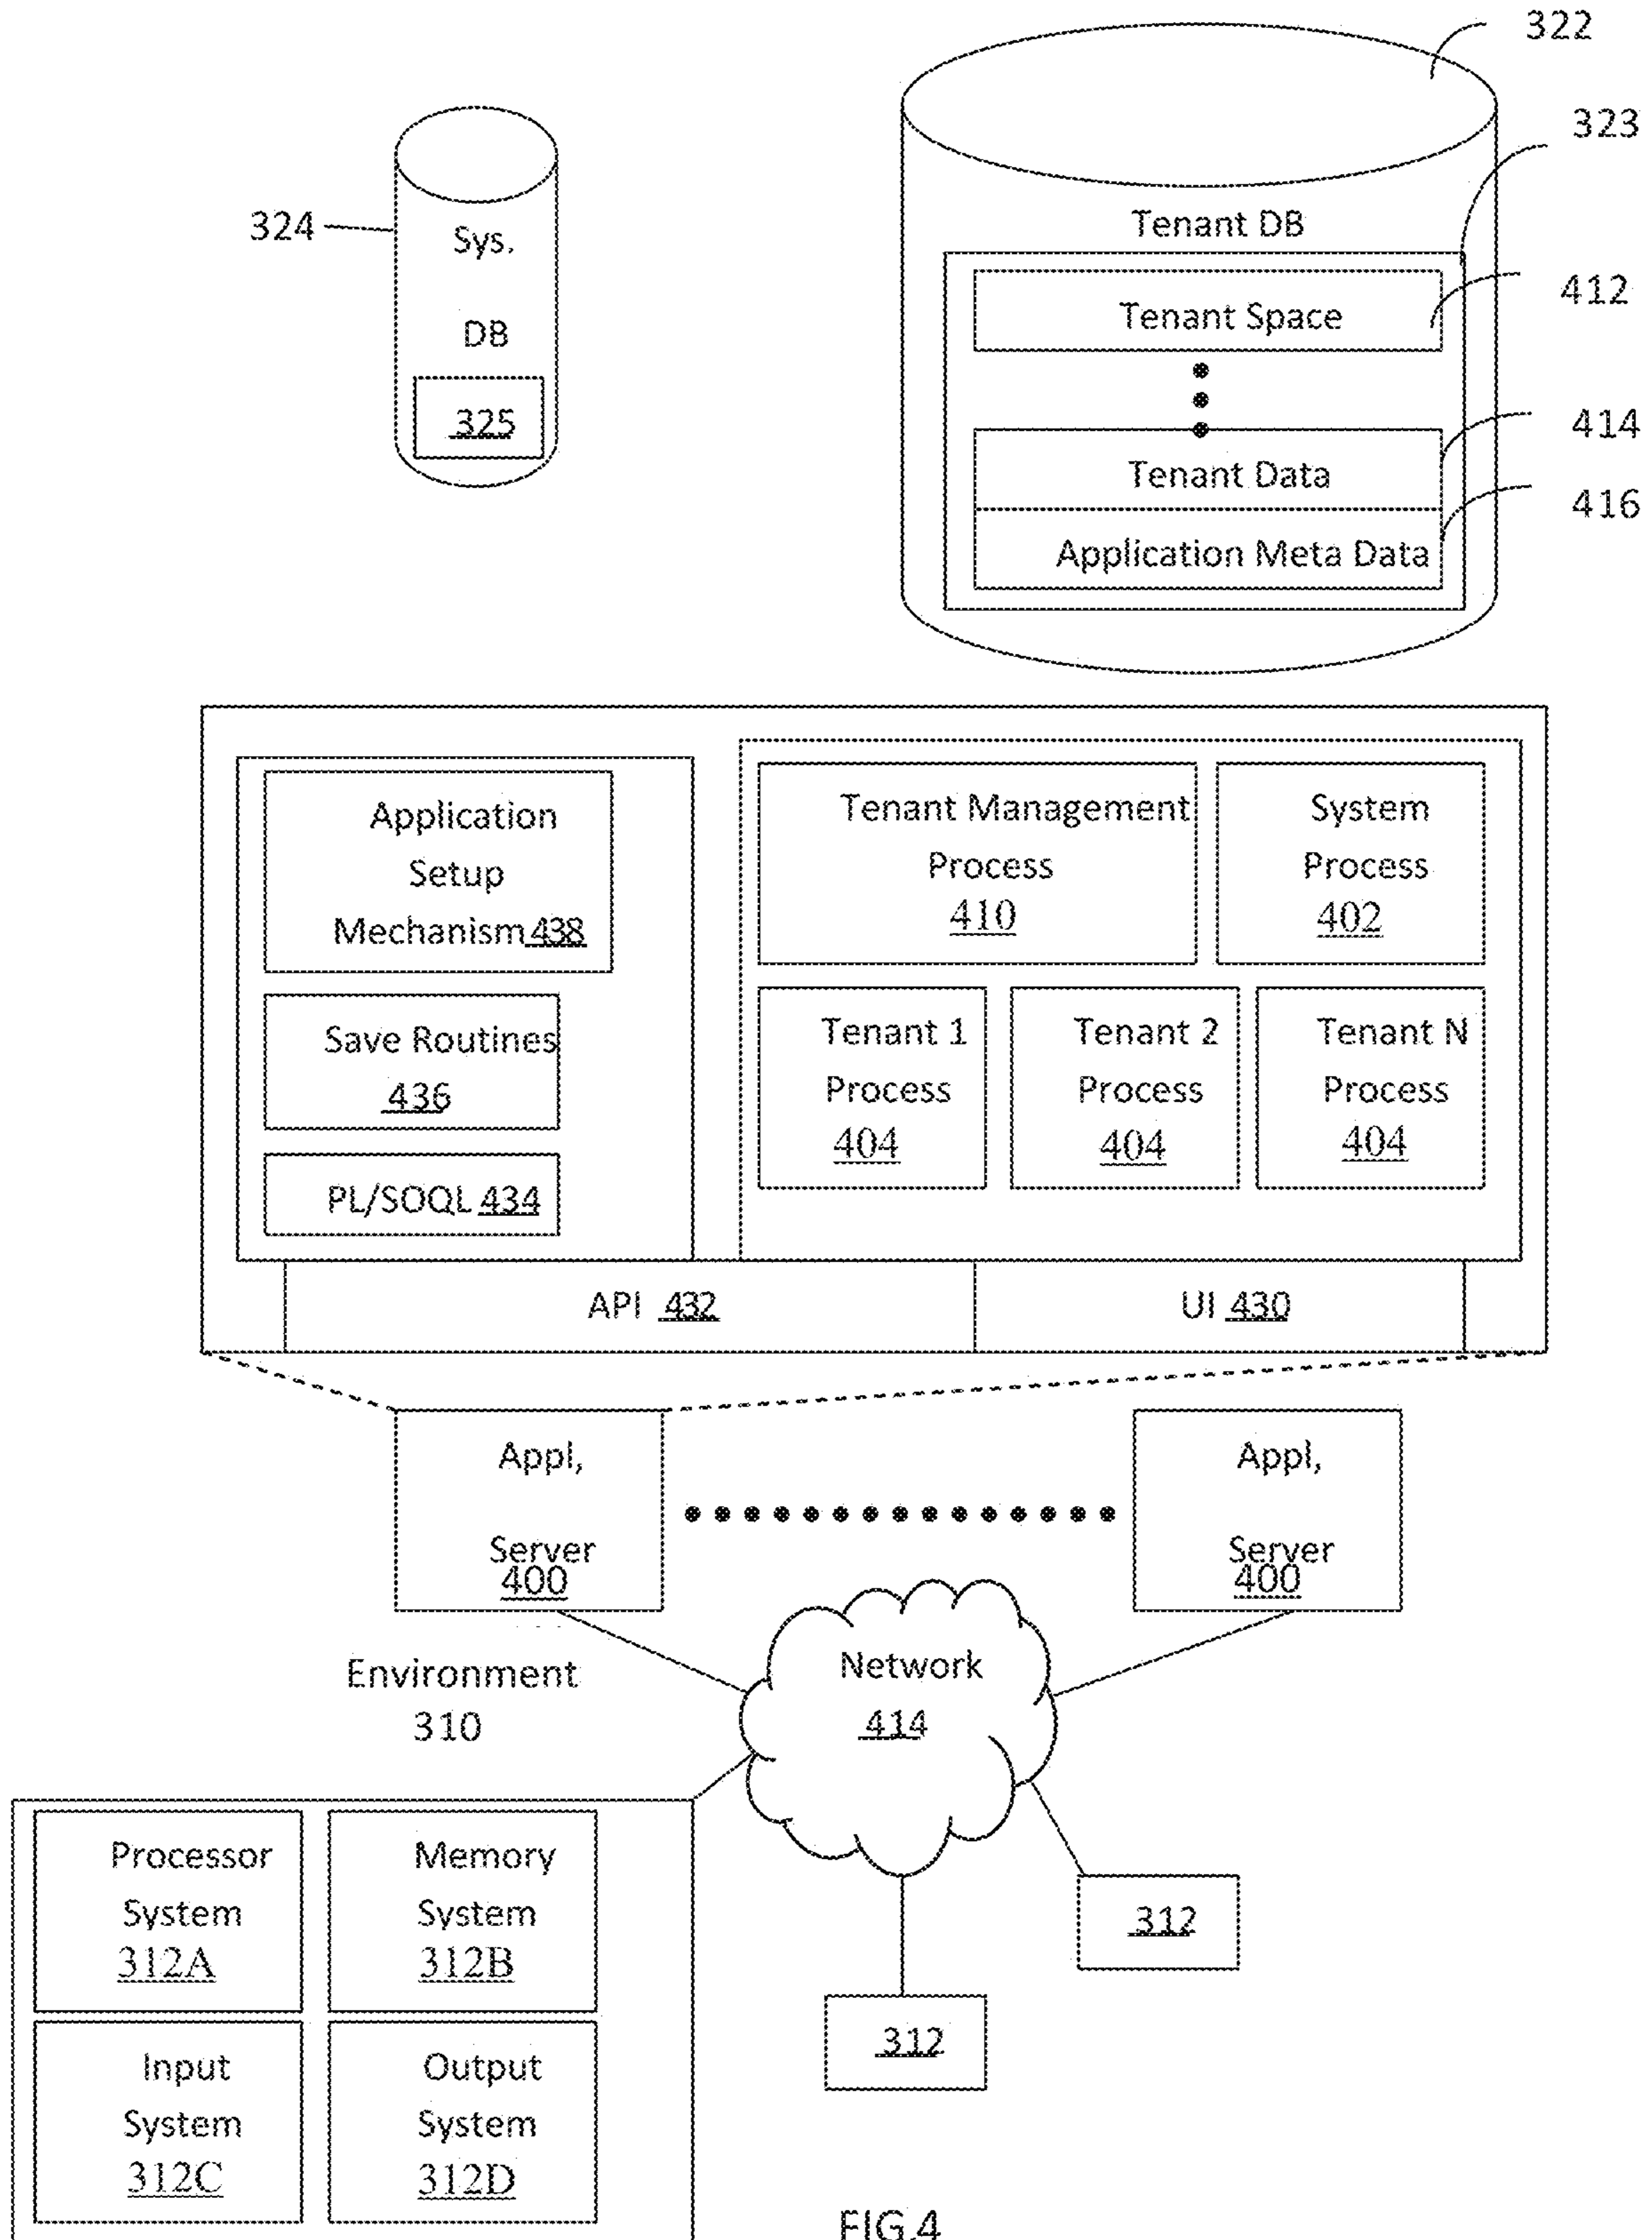 322
323
Tenant DB
324
Sys.
DB
325
412
Tenant Space
414
Tenant Data
416
Application Meta Data
Application
Setup
Mechanism 438
Save Routines
436
PL/SOQL 434
Tenant Management
Process
410
System
Process
402
Tenant 1
Process
404
Tenant 2
Process
404
Tenant N
Process
404
API 432
UI 430
Appl,
Server
400
Appl,
Server
400
Environment
310
Network
414
Processor
System
312A
Memory
System
312B
Input
System
312C
Output
System
312D
312
312
FIG.4